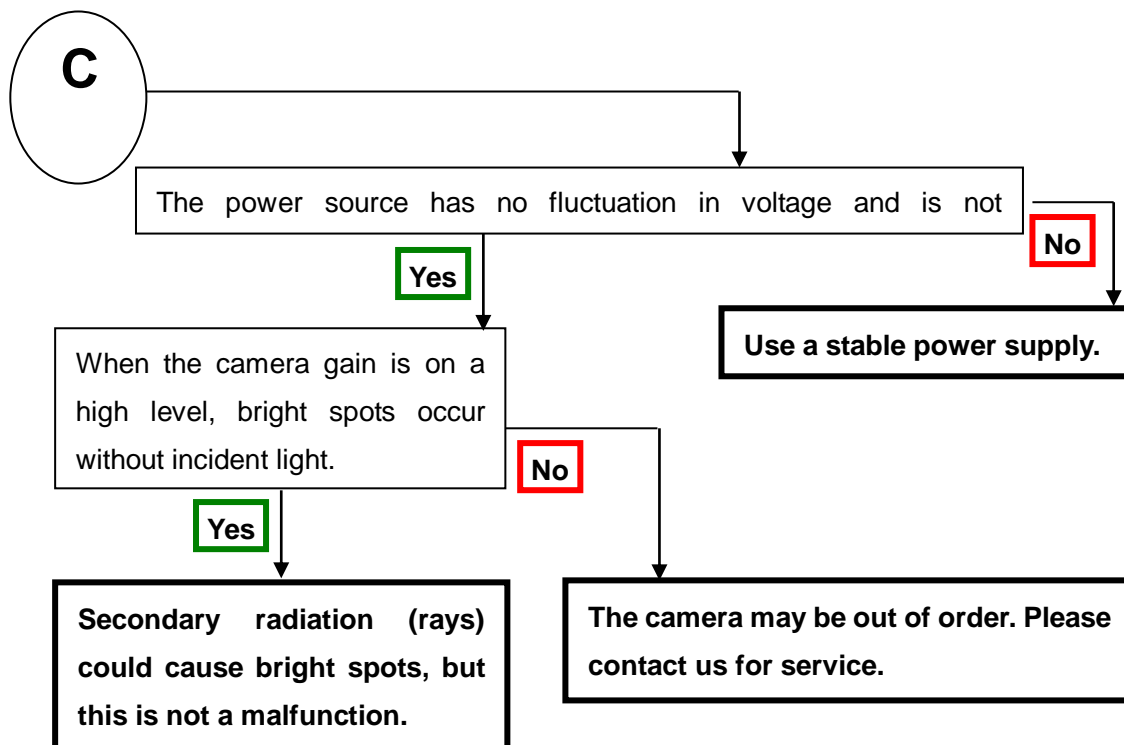 C
The power source has no fluctuation in voltage and is not
No
Yes
Use a stable power supply.
When the camera gain is on a
high level, bright spots occur
without incident light.
No
Yes
Secondary radiation (rays)
could cause bright spots, but
this is not a malfunction.
The camera may be out of order. Please
contact us for service.